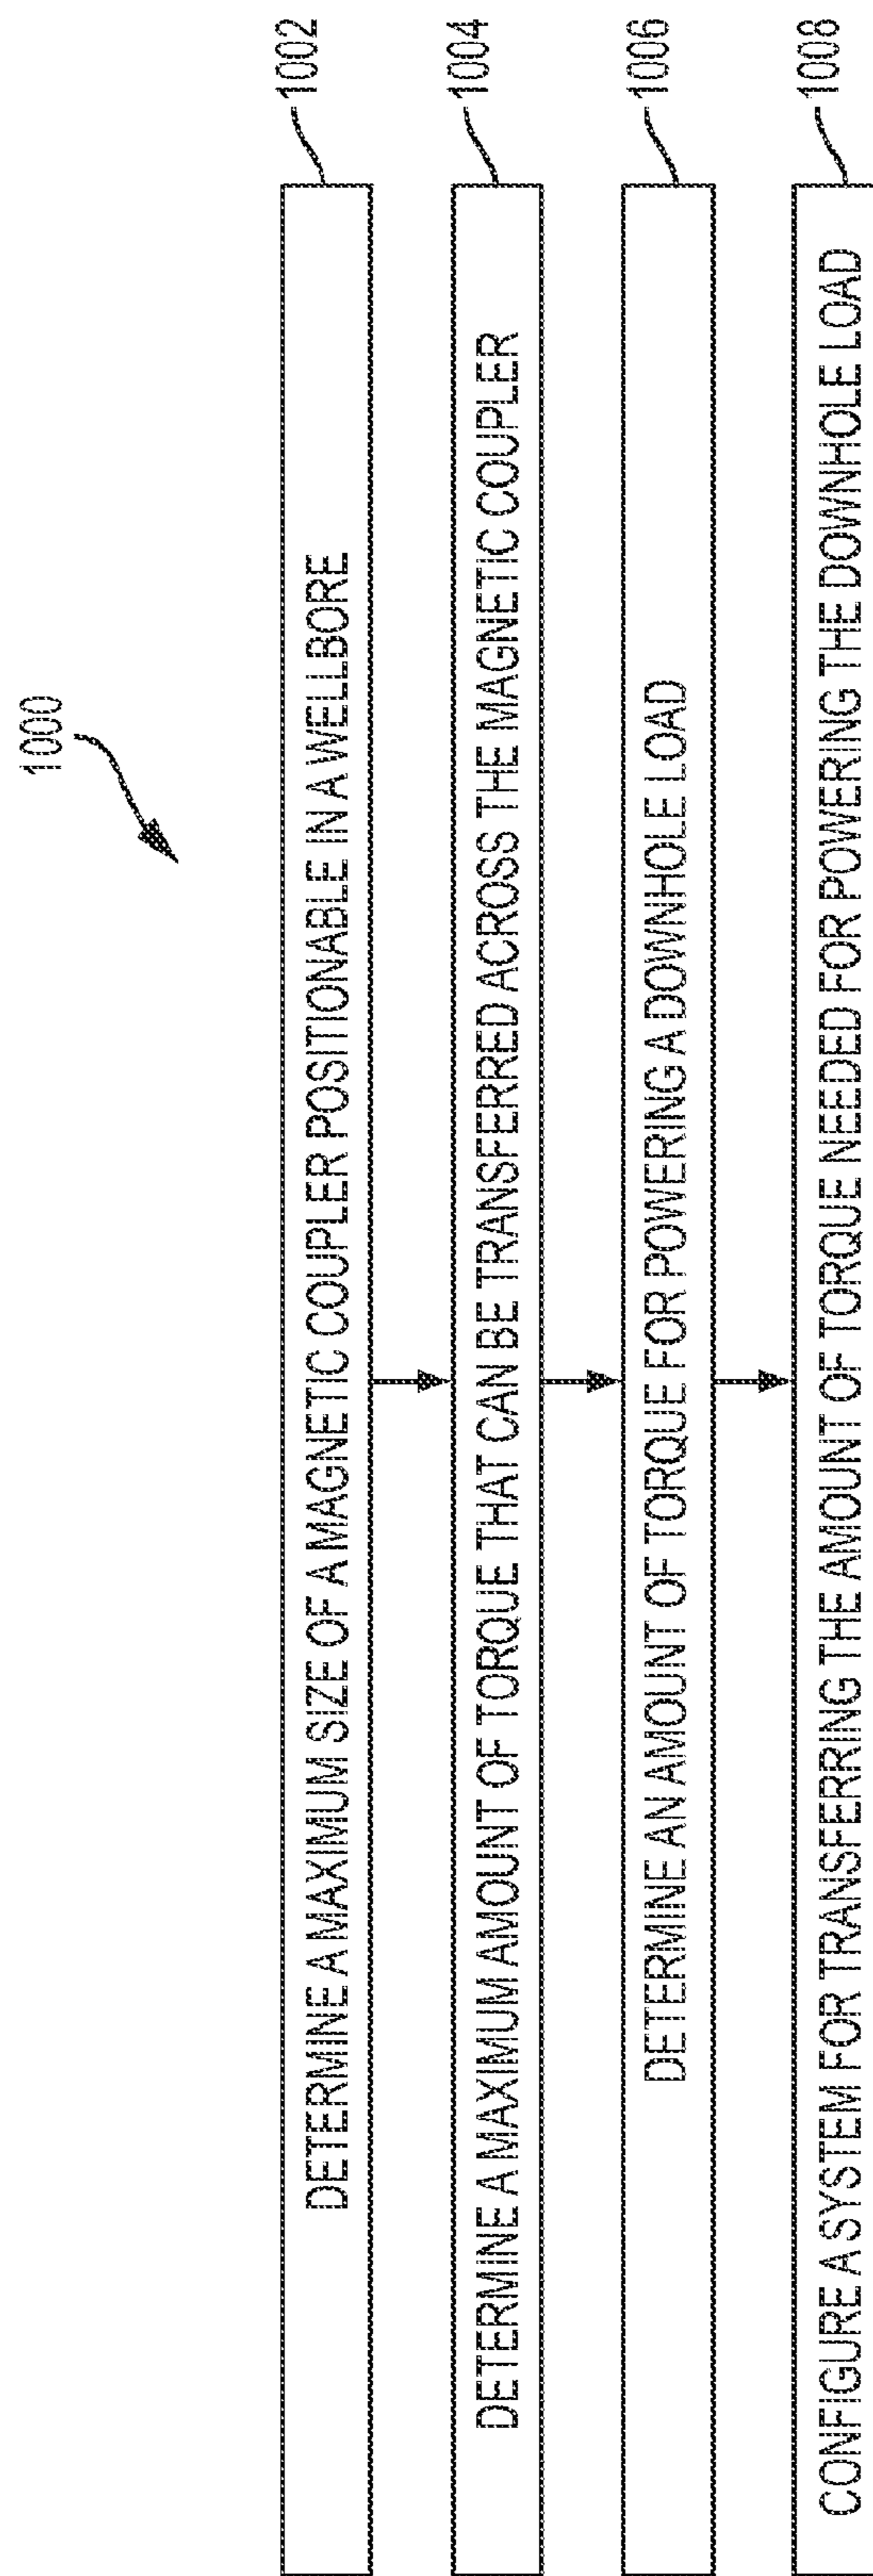 1000
DETERMINE A MAXIMUM SIZE OF A MAGNETIC COUPLER POSITIONABLE IN A WELLBORE
1002
DETERMINE A MAXIMUM AMOUNT OF TORQUE THAT CAN BE TRANSFERRED ACROSS THE MAGNETIC COUPLER
1004
DETERMINE AN AMOUNT OF TORQUE FOR POWERING A DOWNHOLE LOAD
1006
CONFIGURE A SYSTEM FOR TRANSFERRING THE AMOUNT OF TORQUE NEEDED FOR POWERING THE DOWNHOLE LOAD
1008